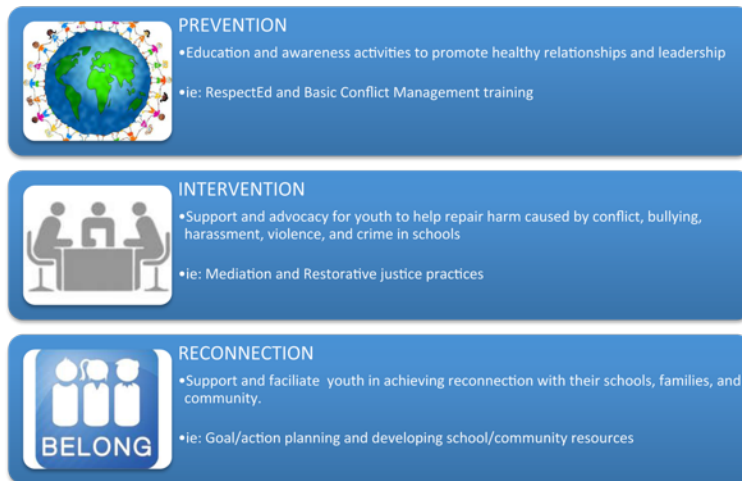 PREVENTION
•Education and awareness activities to promote healthy relationships and leadership
•ie: RespectEd and Basic Conflict Management training
INTERVENTION
•Support and advocacy for youth to help repair harm caused by conflict, bullying,
harassment, violence, and crime in schools
•ie: Mediation and Restorative justice practices
RECONNECTION
•Support and faciliate youth in achieving reconnection with their schools, families, and
community.
•ie: Goal/action planning and developing school/community resources
BELONG